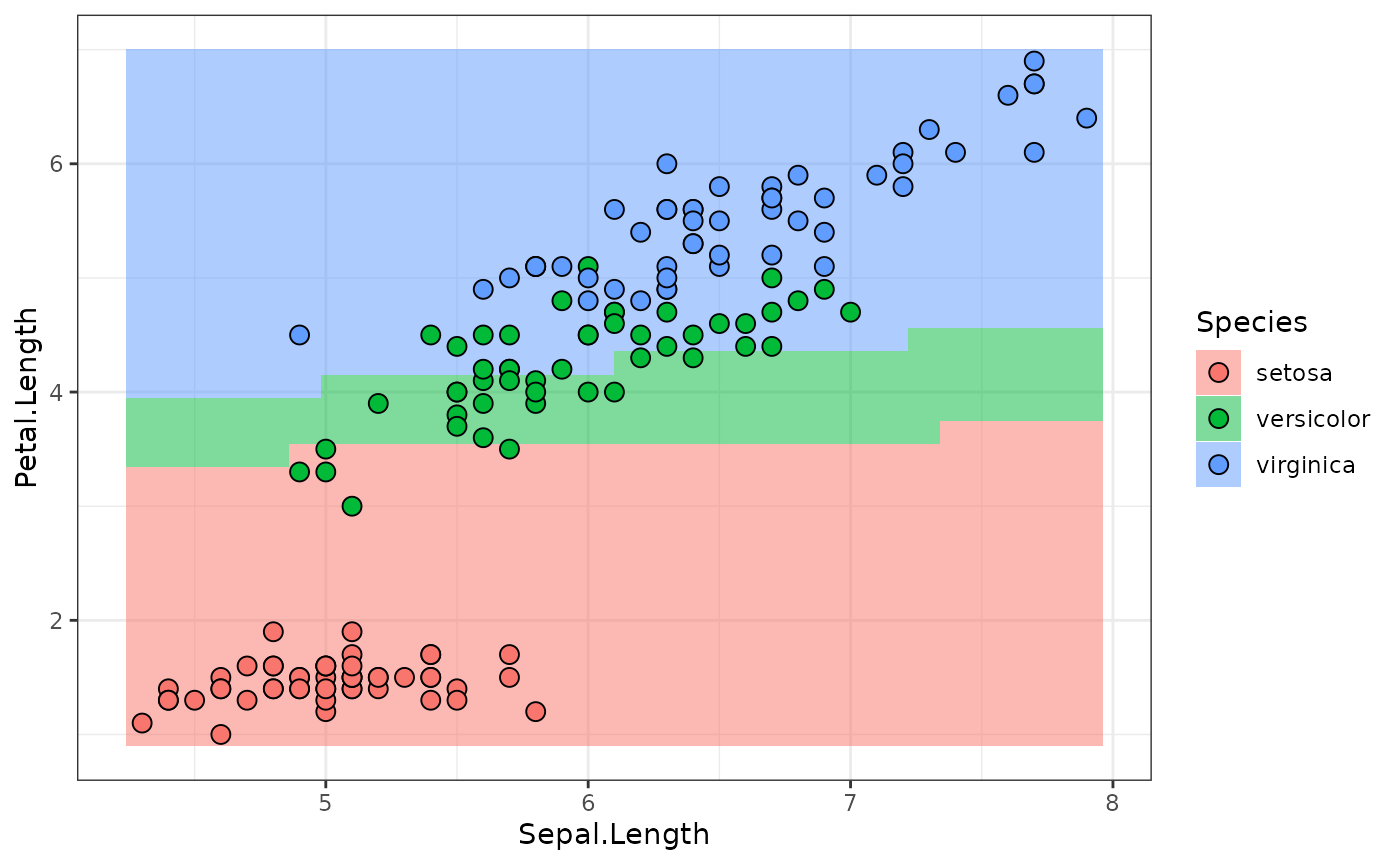 Petal.Length
6
4
2
5 6 7 8
Sepal.Length
Species
setosa
versicolor
virginica